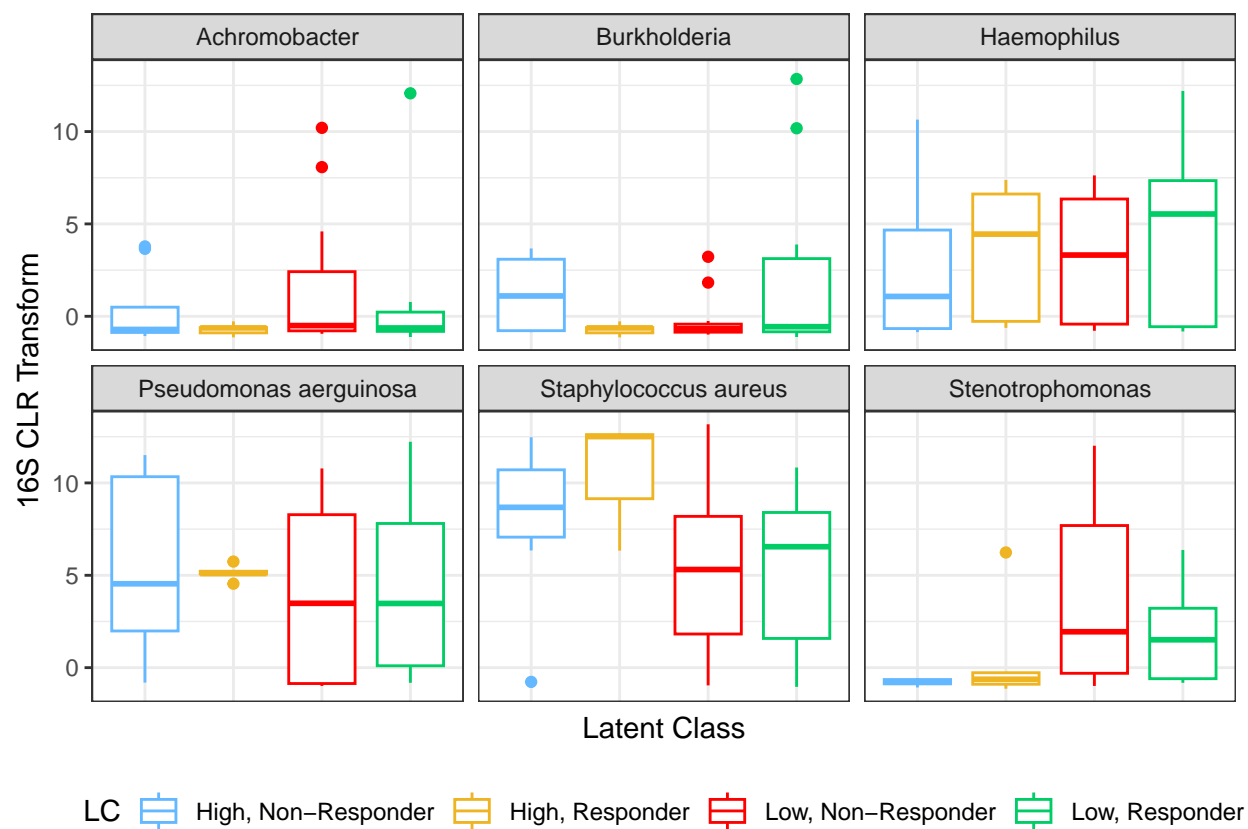 Achromobacter Burkholderia Haemophilus
10
5
0
Pseudomonas aerguinosa Staphylococcus aureus Stenotrophomonas
10
5
0
16S CLR Transform
Latent Class
LC High, Non−Responder High, Responder Low, Non−Responder Low, Responder